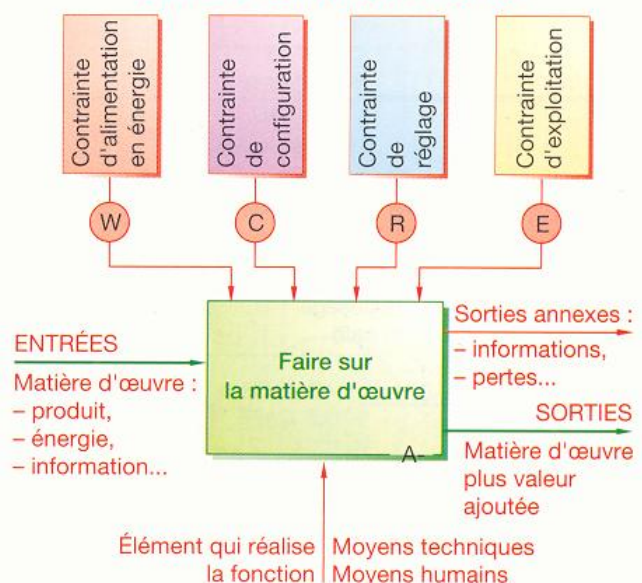 Contrainte
d'alimentation
en énergie
Contrainte
de
configuration
Contrainte
de
réglage
Contrainte
d'exploitation
W
C
R
E
ENTRÉES
Matière d'œuvre :
– produit,
– énergie,
– information...
Faire sur
la matière d'œuvre
A-
Sorties annexes :
– informations,
– pertes...
SORTIES
Matière d'œuvre
plus valeur
ajoutée
Élément qui réalise
la fonction
Moyens techniques
Moyens humains